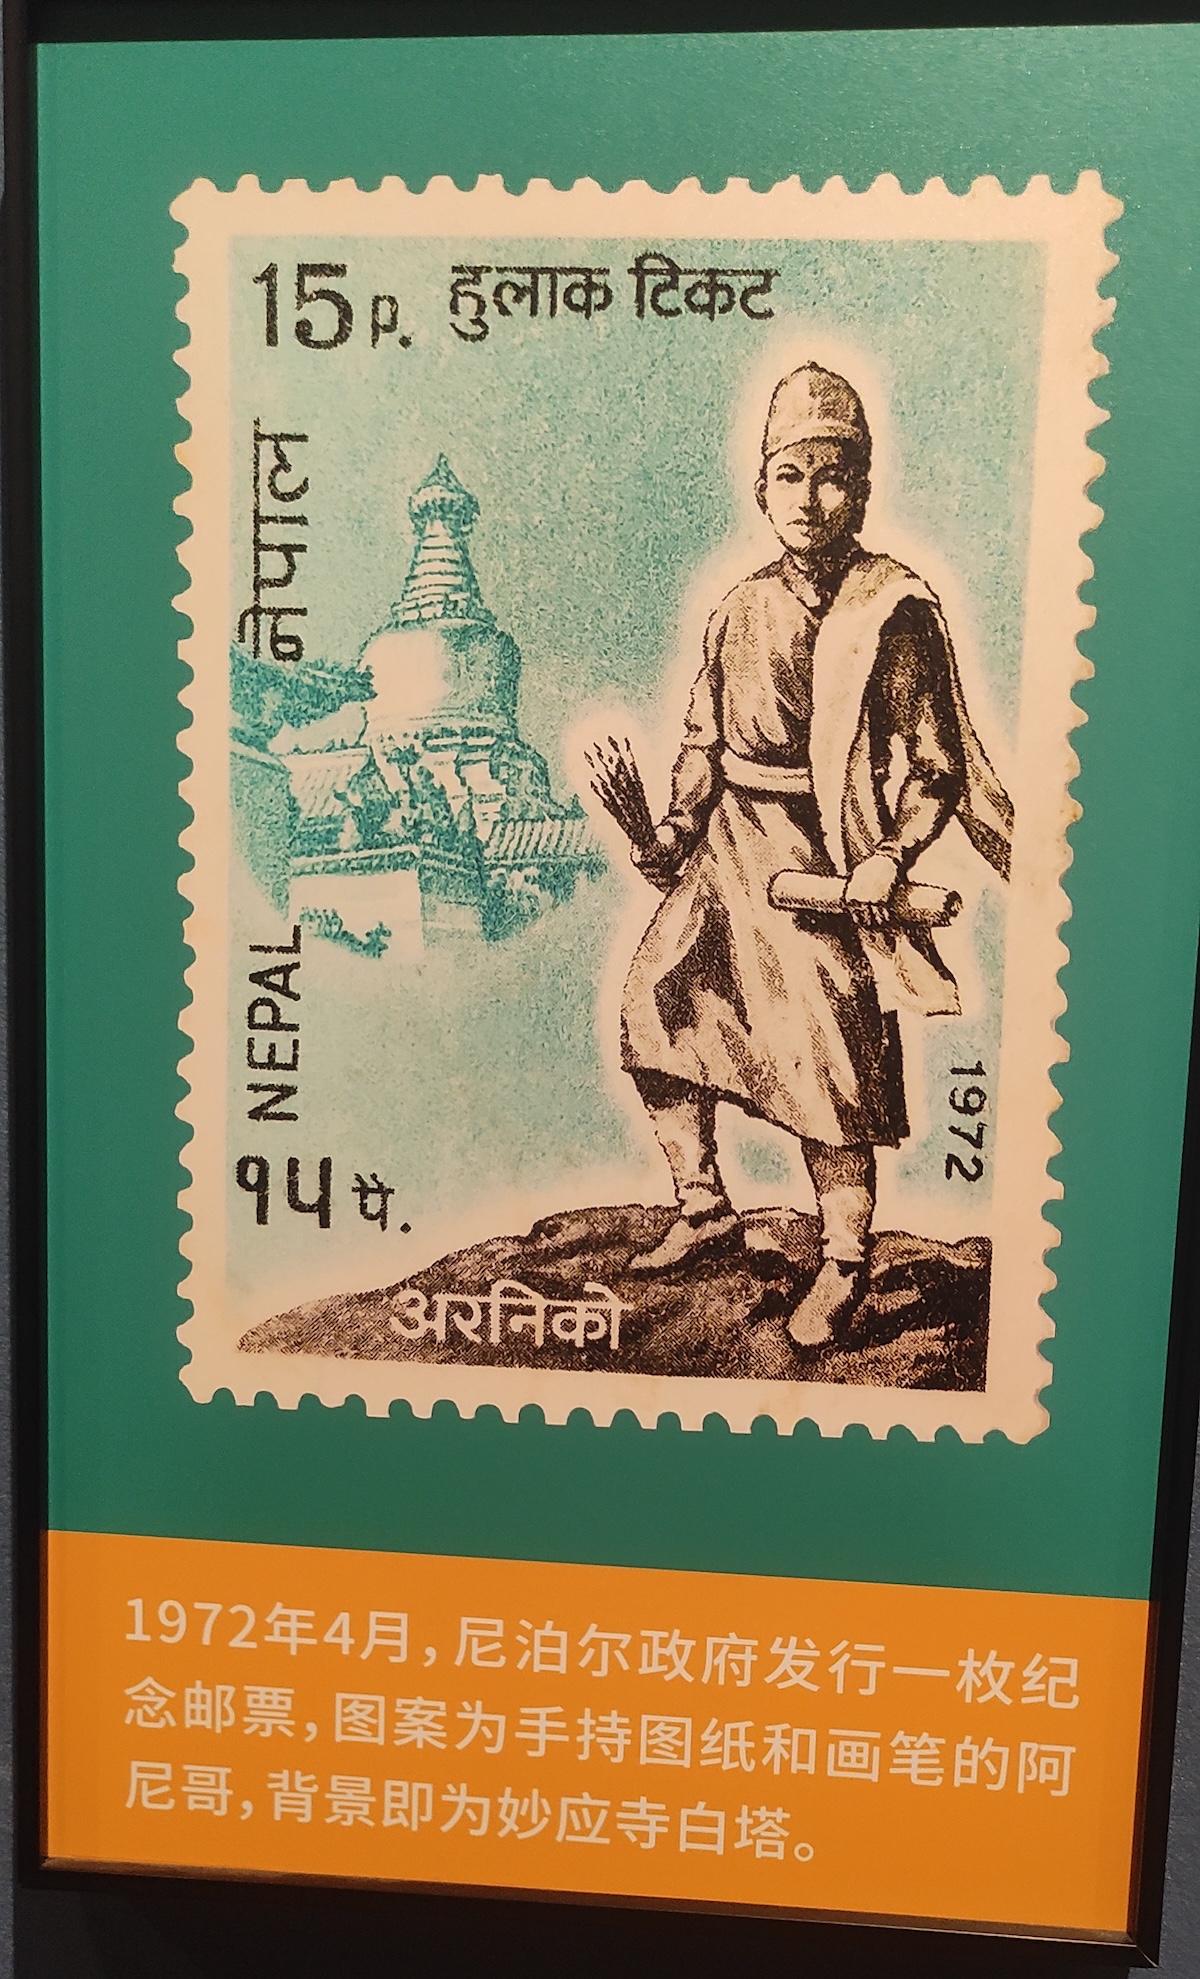 15 p. हुलाक टिकट
नेपाल
NEPAL
१५ पै.
1972
अरनिको
1972年4月,尼泊尔政府发行一枚纪
念邮票,图案为手持图纸和画笔的阿
尼哥,背景即为妙应寺白塔。